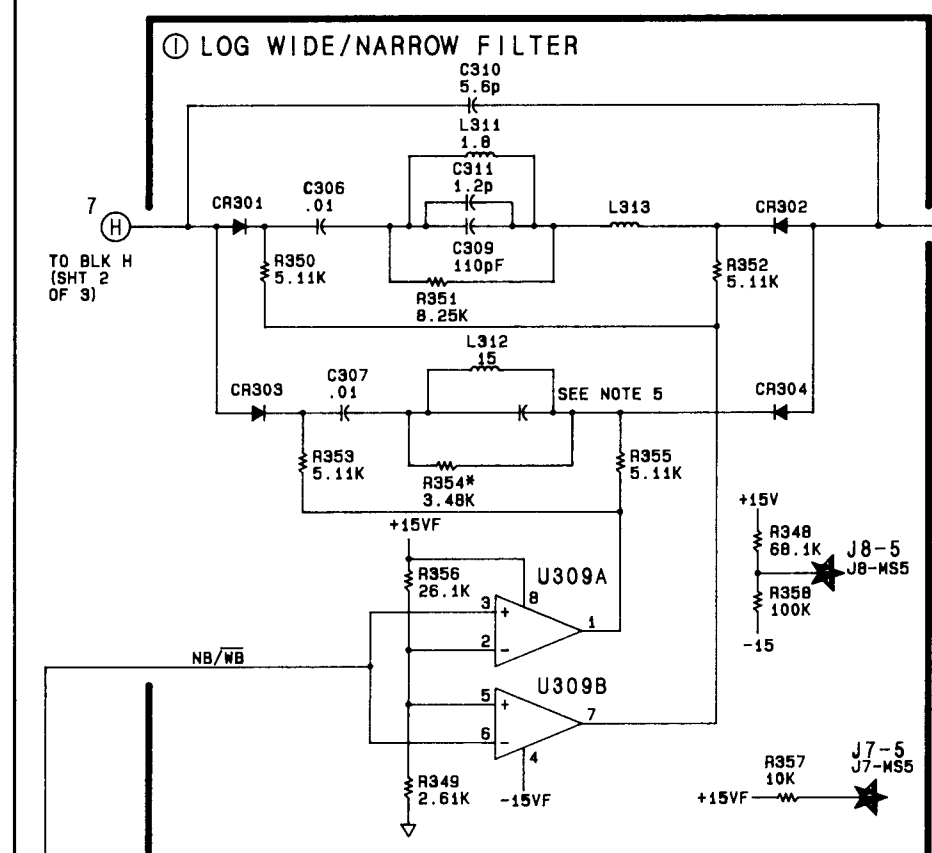 I LOG WIDE/NARROW FILTER
C310
5.6p
L311
1.8
C311
1.2p
C306
.01
CR301
7
H
L313
CR302
C309
110pF
TO BLK H
(SHT 2
OF 3)
R350
5.11K
R352
5.11K
R351
8.25K
L312
15
C307
.01
CR303
SEE NOTE 5
CR304
R353
5.11K
R355
5.11K
R354*
3.48K
+15VF
+15V
R348
68.1K
J8-5
J8-MS5
R356
26.1K
U309A
8
R358
100K
3
+
1
2
-
-15
NB/WB
U309B
5
+
7
6
-
4
R349
2.61K
-15VF
R357
10K
J7-5
J7-MS5
+15VF